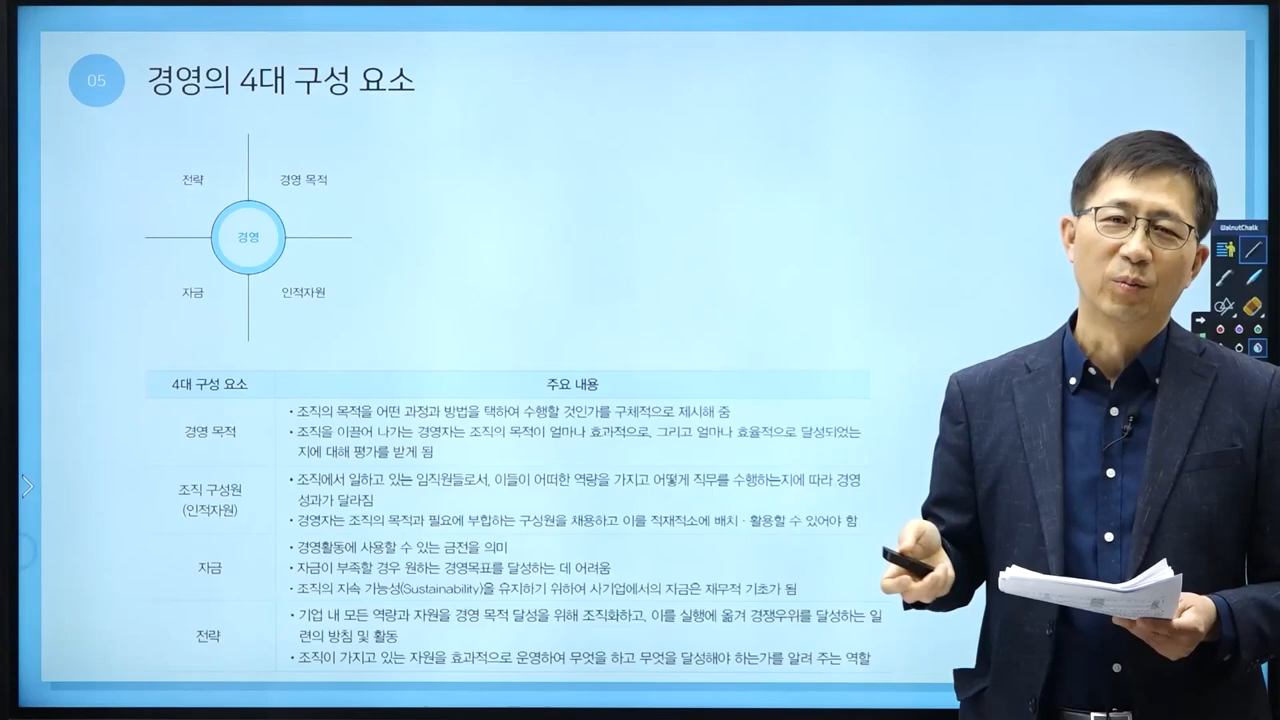 05
경영의 4대 구성 요소
전략
경영 목적
경영
자금
인적자원
4대 구성 요소
주요 내용
경영 목적
• 조직의 목적을 어떤 과정과 방법을 택하여 수행할 것인가를 구체적으로 제시해 줌
• 조직을 이끌어 나가는 경영자는 조직의 목적이 얼마나 효과적으로, 그리고 얼마나 효율적으로 달성되었는
지에 대해 평가를 받게 됨
조직 구성원
(인적자원)
• 조직에서 일하고 있는 임직원들로서, 이들이 어떠한 역량을 가지고 어떻게 직무를 수행하는지에 따라 경영
성과가 달라짐
• 경영자는 조직의 목적과 필요에 부합하는 구성원을 채용하고 이를 적재적소에 배치 · 활용할 수 있어야 함
자금
• 경영활동에 사용할 수 있는 금전을 의미
• 자금이 부족할 경우 원하는 경영목표를 달성하는 데 어려움
• 조직의 지속 가능성(Sustainability)을 유지하기 위하여 사기업에서의 자금은 재무적 기초가 됨
전략
• 기업 내 모든 역량과 자원을 경영 목적 달성을 위해 조직화하고, 이를 실행에 옮겨 경쟁우위를 달성하는 일
련의 방침 및 활동
• 조직이 가지고 있는 자원을 효과적으로 운영하여 무엇을 하고 무엇을 달성해야 하는가를 알려 주는 역할
WalnutChalk